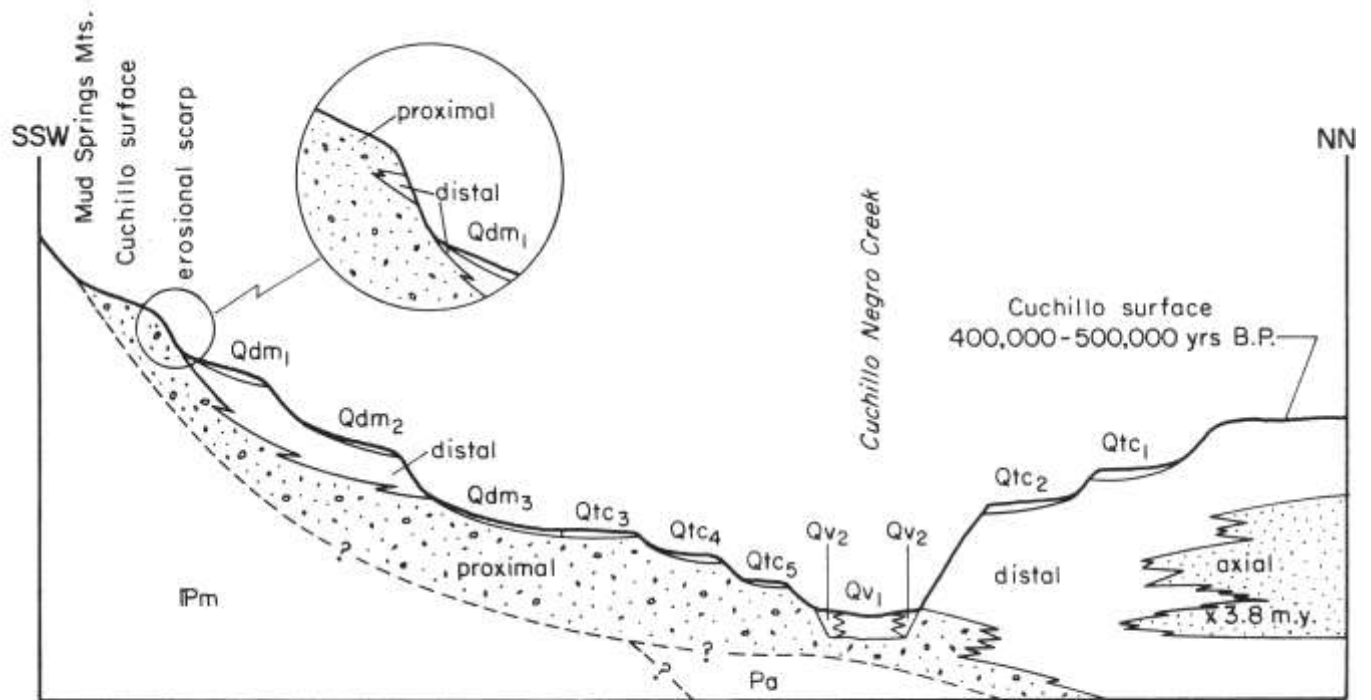 Mud Springs Mts.
Cuchillo surface
erosional scarp
SSW
NN
proximal
distal
Qdm₁
Cuchillo Negro Creek
Cuchillo surface
400,000-500,000 yrs B.P.
Qdm₁
Qdm₂
distal
Qdm₃
Qtc₃
Qtc₄
Qtc₅
Qv₂
Qv₁
Qv₂
Qtc₂
Qtc₁
proximal
distal
axial
x 3.8 m.y.
ℙm
?
?
?
Pa